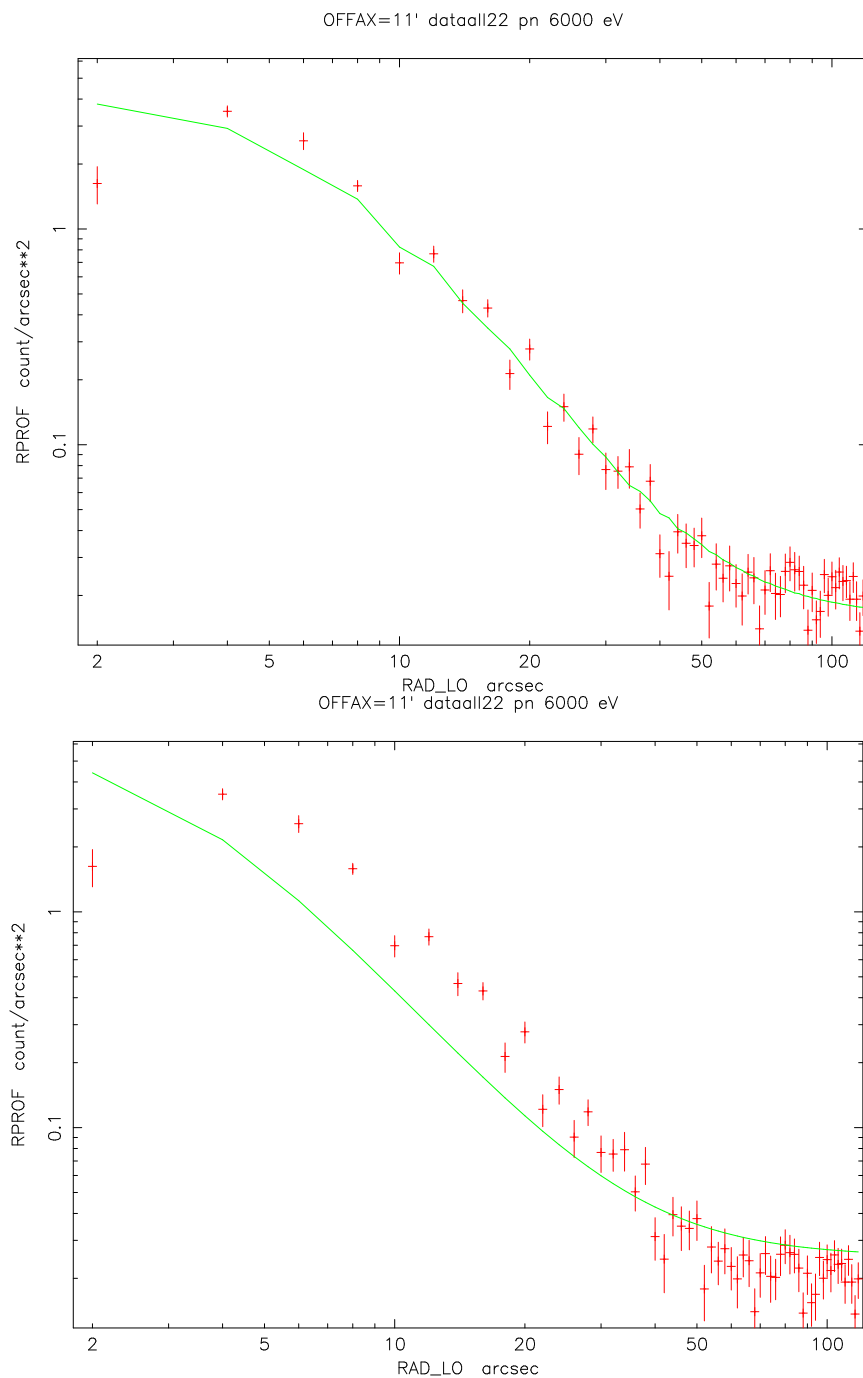 OFFAX=11' dataall22 pn 6000 eV
RPROF count/arcsec**2
1
0.1
2 5 10 20 50 100
RAD_LO arcsec
OFFAX=11' dataall22 pn 6000 eV
RPROF count/arcsec**2
1
0.1
2 5 10 20 50 100
RAD_LO arcsec